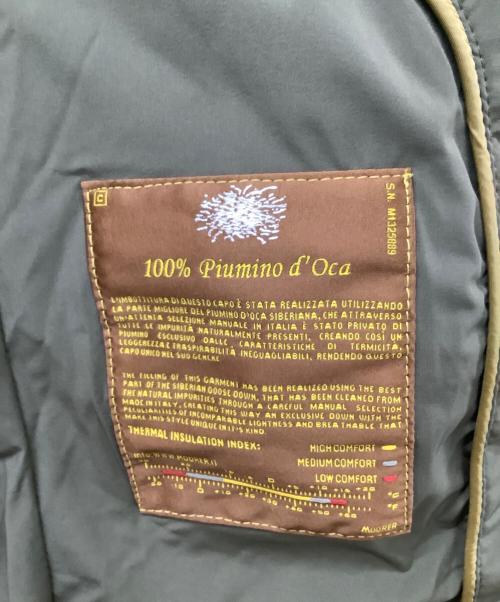 C
S.N. M1325889
100% Piumino d'Oca
L'IMBOTTITURA DI QUESTO CAPO È STATA REALIZZATA UTILIZZANDO
LA PARTE MIGLIORE DEL PIUMINO D'OCA SIBERIANA, CHE ATTRAVERSO
UN'ATTENTA SELEZIONE MANUALE IN ITALIA È STATO PRIVATO DI
TUTTE LE IMPURITÀ NATURALMENTE PRESENTI, CREANDO COSÌ UN
PIUMINO ESCLUSIVO DALLE CARATTERISTICHE DI TERMICITÀ,
LEGGEREZZA E TRASPIRABILITÀ INEGUAGLIABILI, RENDENDO QUESTO
CAPO UNICO NEL SUO GENERE
THE FILLING OF THIS GARMENT HAS BEEN REALIZED USING THE BEST
PART OF THE SIBERIAN GOOSE DOWN, THAT HAS BEEN CLEANED FROM
THE NATURAL IMPURITIES THROUGH A CAREFUL MANUAL SELECTION
MADE IN ITALY, CREATING THIS WAY AN EXCLUSIVE DOWN WITH THE
PECULIARITIES OF INCOMPARABLE LIGHTNESS AND BREATHABLE THAT
MAKE THIS STYLE UNIQUE IN ITS KIND.
THERMAL INSULATION INDEX:
HIGH COMFORT
MEDIUM COMFORT
LOW COMFORT
WWW.MOORER.IT
°C
°F
MOORER